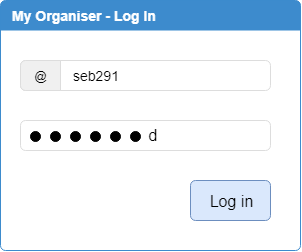 My Organiser - Log In
@ seb291
●●●●●● d
Log in